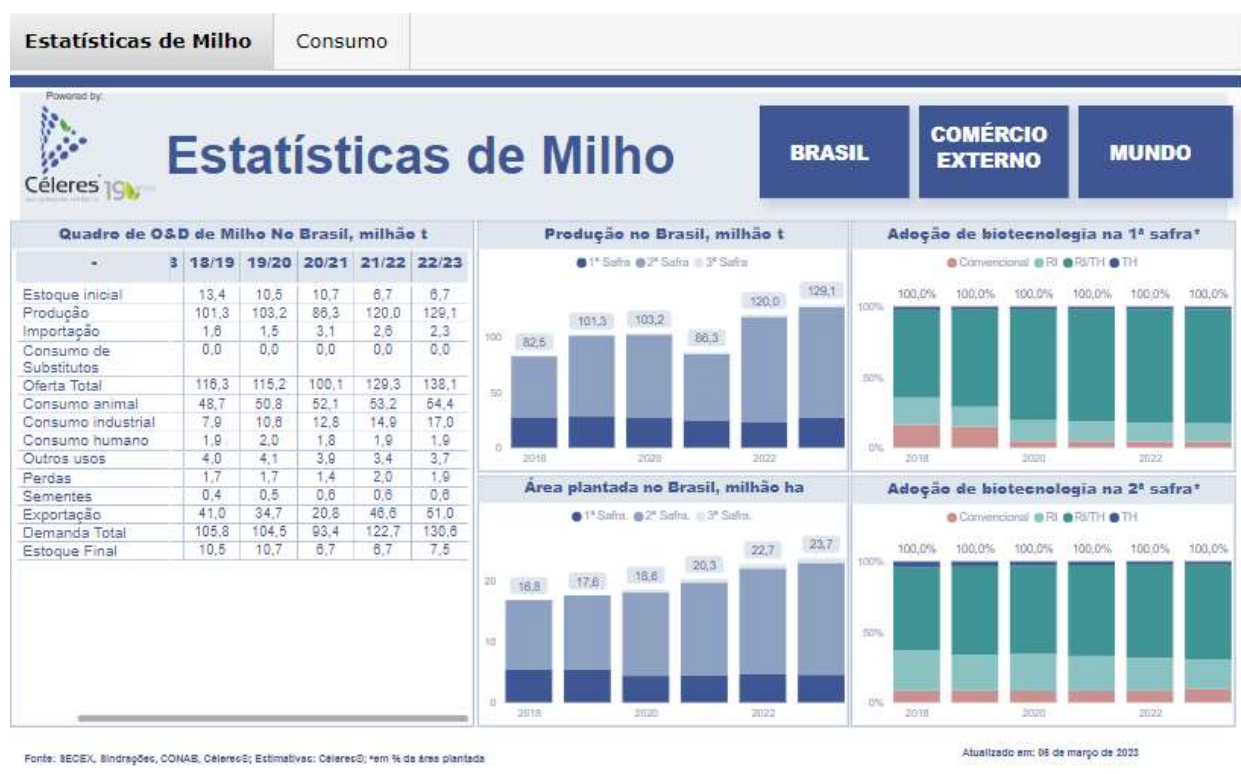 Estatísticas de Milho Consumo
Powered by:
Céleres 19
Estatísticas de Milho
BRASIL
COMÉRCIO
EXTERNO
MUNDO
Quadro de O&D de Milho No Brasil, milhão t
- 3 18/19 19/20 20/21 21/22 22/23
Estoque inicial 13,4 10,5 10,7 6,7 6,7
Produção 101,3 103,2 86,3 120,0 129,1
Importação 1,6 1,5 3,1 2,6 2,3
Consumo de 0,0 0,0 0,0 0,0 0,0
Substitutos
Oferta Total 116,3 115,2 100,1 129,3 138,1
Consumo animal 48,7 50,8 52,1 53,2 54,4
Consumo industrial 7,9 10,6 12,8 14,9 17,0
Consumo humano 1,9 2,0 1,8 1,9 1,9
Outros usos 4,0 4,1 3,9 3,4 3,7
Perdas 1,7 1,7 1,4 2,0 1,9
Sementes 0,4 0,5 0,6 0,6 0,6
Exportação 41,0 34,7 20,8 46,6 51,0
Demanda Total 105,8 104,5 93,4 122,7 130,6
Estoque Final 10,5 10,7 6,7 6,7 7,5
Produção no Brasil, milhão t
1ª Safra 2ª Safra 3ª Safra
82,5 101,3 103,2 86,3 120,0 129,1
100
50
0
2018 2020 2022
Área plantada no Brasil, milhão ha
1ª Safra. 2ª Safra. 3ª Safra.
16,8 17,6 18,6 20,3 22,7 23,7
20
10
0
2018 2020 2022
Adoção de biotecnologia na 1ª safra*
Convencional RI RI/TH TH
100,0% 100,0% 100,0% 100,0% 100,0% 100,0%
100%
50%
0%
2018 2020 2022
Adoção de biotecnologia na 2ª safra*
Convencional RI RI/TH TH
100,0% 100,0% 100,0% 100,0% 100,0% 100,0%
100%
50%
0%
2018 2020 2022
Fonte: SECEX, Sindirações, CONAB, Céleres®; Estimativas: Céleres®; *em % da área plantada
Atualizado em: 06 de março de 2023